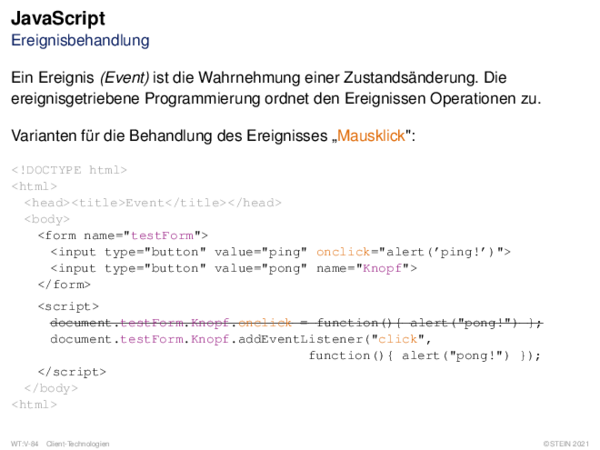 JavaScript
Ereignisbehandlung
Ein Ereignis (Event) ist die Wahrnehmung einer Zustandsänderung. Die
ereignisgetriebene Programmierung ordnet den Ereignissen Operationen zu.
Varianten für die Behandlung des Ereignisses „Mausklick":
<!DOCTYPE html>
<html>
<head><title>Event</title></head>
<body>
<form name="testForm">
<input type="button" value="ping" onclick="alert(’ping!’)">
<input type="button" value="pong" name="Knopf">
</form>
<script>
document.testForm.Knopf.onclick = function(){ alert("pong!") };
document.testForm.Knopf.addEventListener("click",
function(){ alert("pong!") });
</script>
</body>
<html>
WT:V-84 Client-Technologien ©STEIN 2021